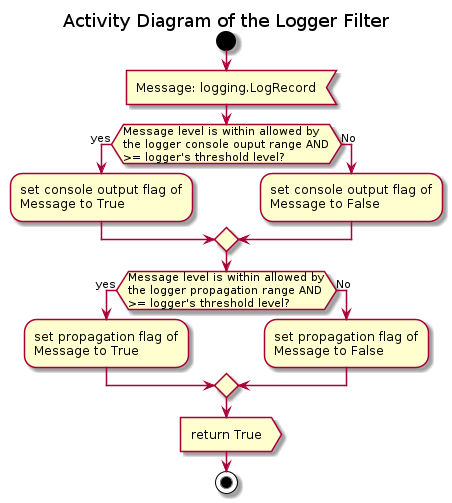 Activity Diagram of the Logger Filter
Message: logging.LogRecord
yes
Message level is within allowed by
the logger console ouput range AND
>= logger's threshold level?
No
set console output flag of
Message to True
set console output flag of
Message to False
yes
Message level is within allowed by
the logger propagation range AND
>= logger's threshold level?
No
set propagation flag of
Message to True
set propagation flag of
Message to False
return True